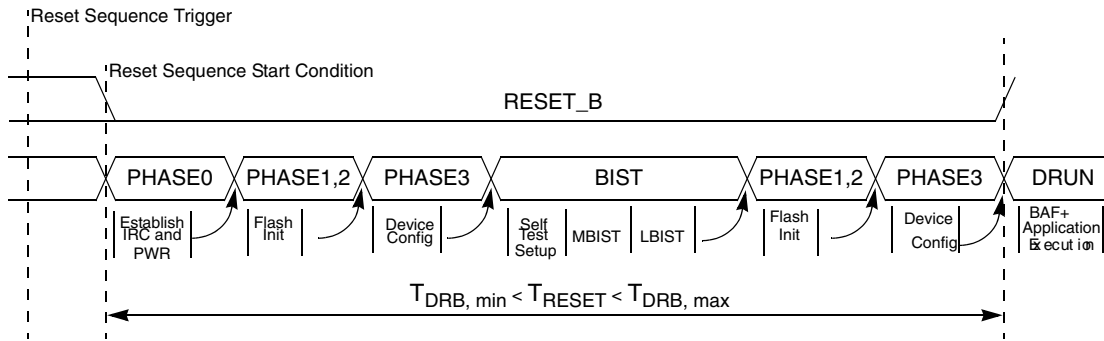 Reset Sequence Trigger
Reset Sequence Start Condition
RESET_B
PHASE0 PHASE1,2 PHASE3 BIST PHASE1,2 PHASE3 DRUN
Establish IRC and PWR
Flash Init
Device Config
Self Test Setup
MBIST
LBIST
Flash Init
Device Config
BAF+ Application Execution
TDRB, min < TRESET < TDRB, max